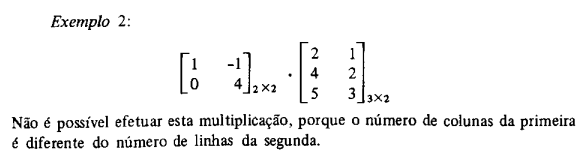 Exemplo 2:
[1 -1
0 4]2×2 · [2 1
4 2
5 3]3×2
Não é possível efetuar esta multiplicação, porque o número de colunas da primeira
é diferente do número de linhas da segunda.